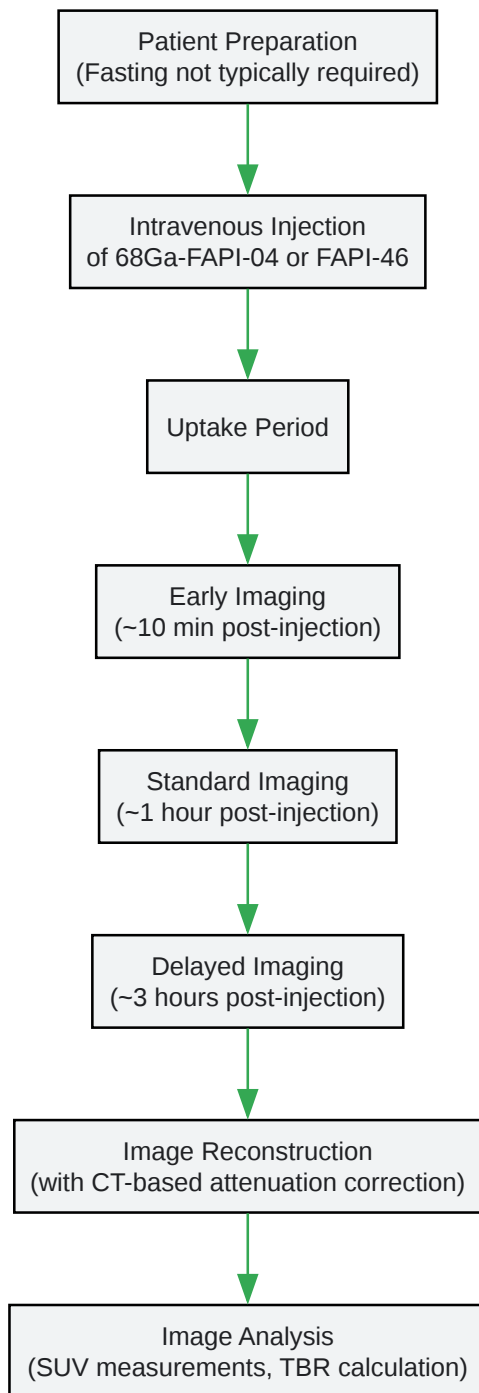 Patient Preparation
(Fasting not typically required)
Intravenous Injection
of 68Ga-FAPI-04 or FAPI-46
Uptake Period
Early Imaging
(~10 min post-injection)
Standard Imaging
(~1 hour post-injection)
Delayed Imaging
(~3 hours post-injection)
Image Reconstruction
(with CT-based attenuation correction)
Image Analysis
(SUV measurements, TBR calculation)